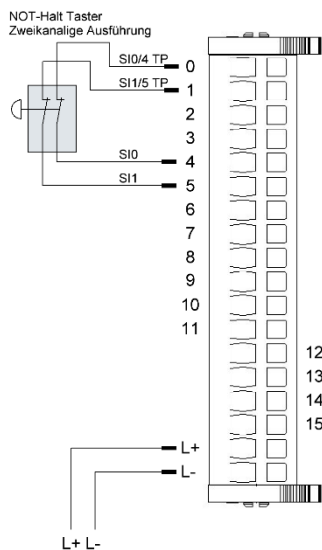 NOT-Halt Taster
Zweikanalige Ausführung
SI0/4 TP
0
SI1/5 TP
1
2
3
SI0
4
SI1
5
6
7
8
9
10
11
12
13
14
15
L+
L-
L+ L-